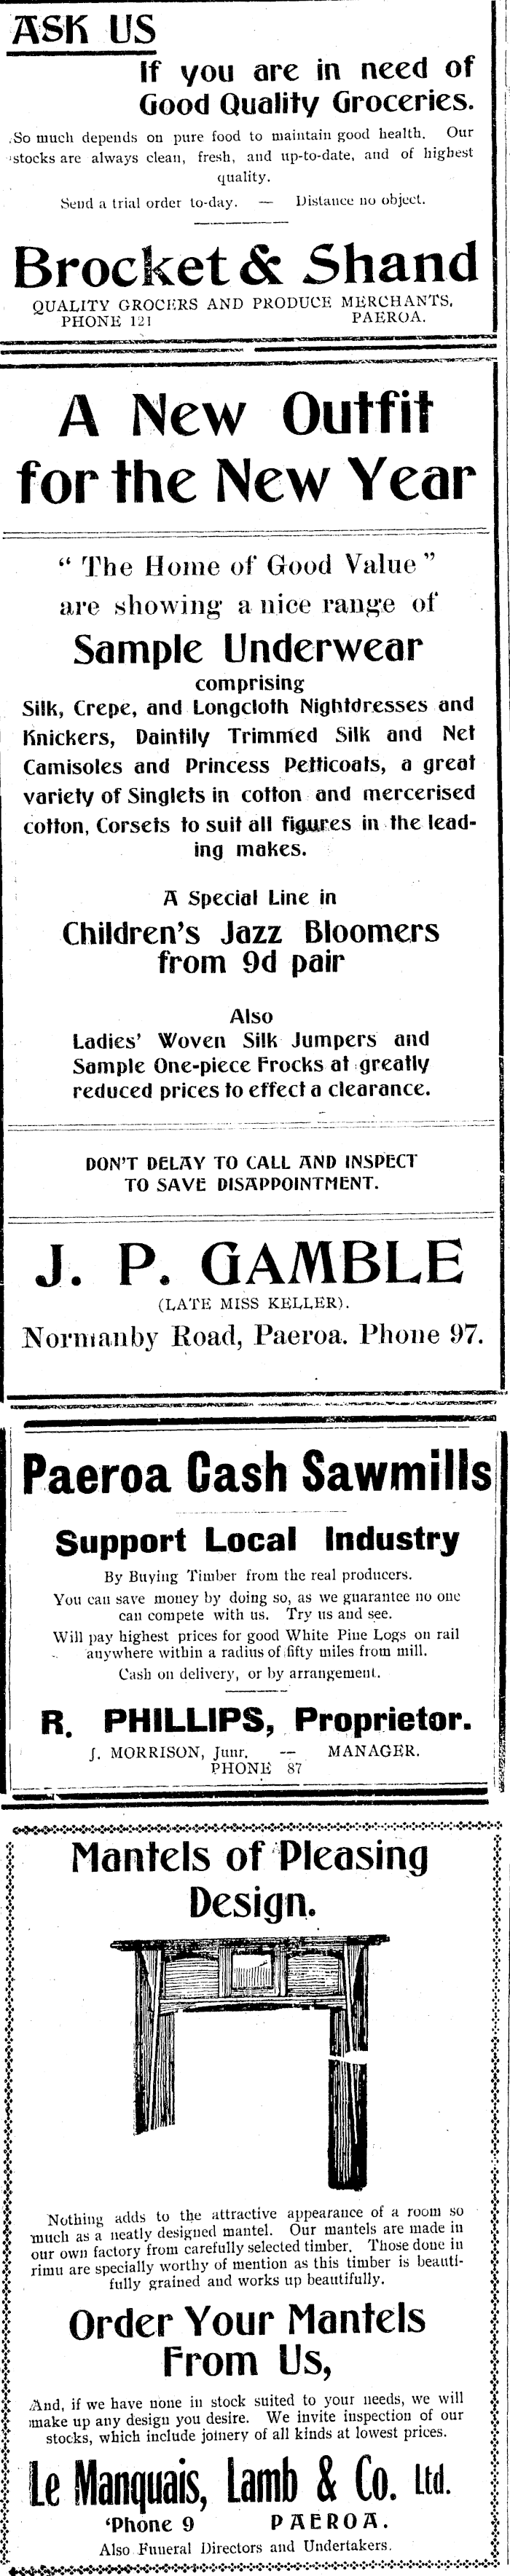 ASK US
If you are in need of
Good Quality Groceries.
So much depends on pure food to maintain good health. Our
stocks are always clean, fresh, and up-to-date, and of highest
quality.
Send a trial order to-day. — Distance no object.
Brocket & Shand
QUALITY GROCERS AND PRODUCE MERCHANTS,
PHONE 121 PAEROA.
A New Outfit
for the New Year
" The Home of Good Value "
are showing a nice range of
Sample Underwear
comprising
Silk, Crepe, and Longcloth Nightdresses and
Knickers, Daintily Trimmed Silk and Net
Camisoles and Princess Petticoats, a great
variety of Singlets in cotton and mercerised
cotton, Corsets to suit all figures in the lead-
ing makes.
A Special Line in
Children's Jazz Bloomers
from 9d pair
Also
Ladies' Woven Silk Jumpers and
Sample One-piece Frocks at greatly
reduced prices to effect a clearance.
DON'T DELAY TO CALL AND INSPECT
TO SAVE DISAPPOINTMENT.
J. P. GAMBLE
(LATE MISS KELLER).
Normanby Road, Paeroa. Phone 97.
Paeroa Cash Sawmills
Support Local Industry
By Buying Timber from the real producers.
You can save money by doing so, as we guarantee no one
can compete with us. Try us and see.
Will pay highest prices for good White Pine Logs on rail
anywhere within a radius of fifty miles from mill.
Cash on delivery, or by arrangement.
R. PHILLIPS, Proprietor.
J. MORRISON, Junr. — MANAGER.
PHONE 87
Mantels of Pleasing
Design.
Nothing adds to the attractive appearance of a room so
much as a neatly designed mantel. Our mantels are made in
our own factory from carefully selected timber. Those done in
rimu are specially worthy of mention as this timber is beauti-
fully grained and works up beautifully.
Order Your Mantels
From Us,
And, if we have none in stock suited to your needs, we will
make up any design you desire. We invite inspection of our
stocks, which include joinery of all kinds at lowest prices.
Le Manquais, Lamb & Co. Ltd.
'Phone 9 PAEROA.
Also Funeral Directors and Undertakers.